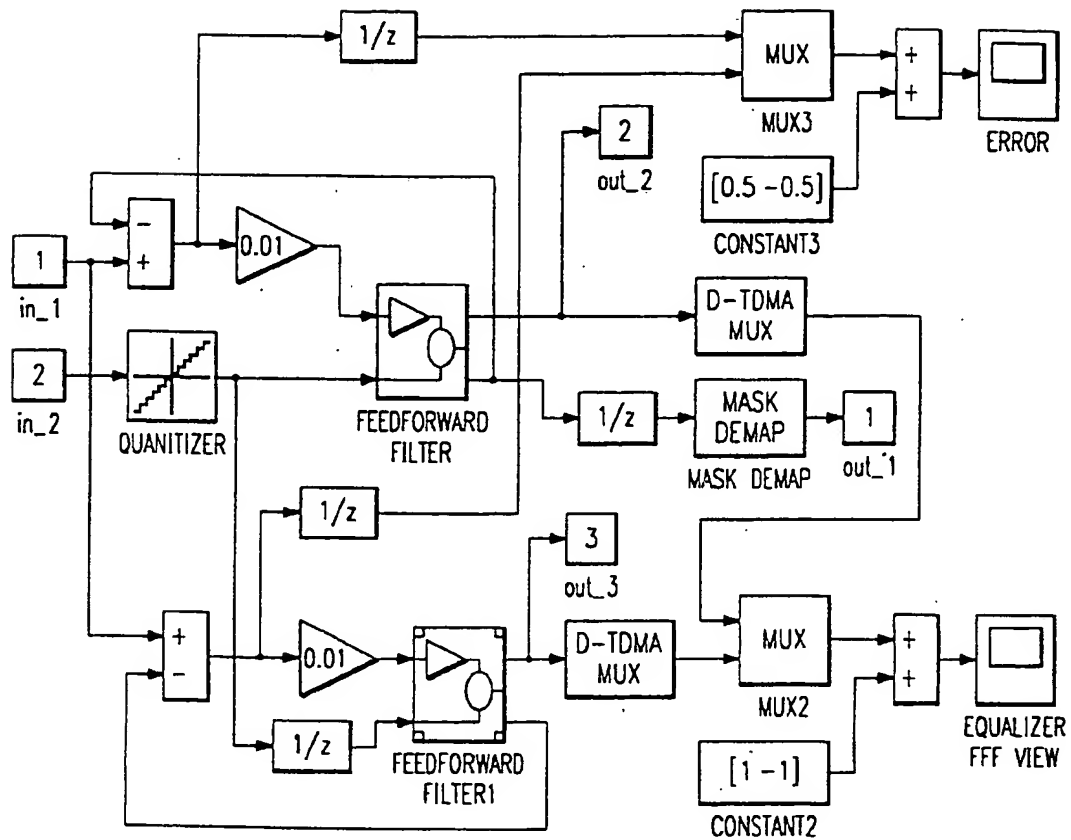 1/z
MUX
MUX3
+
+
ERROR
2
out_2
[0.5 -0.5]
CONSTANT3
-
+
0.01
1
in_1
D-TDMA
MUX
2
in_2
QUANITIZER
FEEDFORWARD
FILTER
1/z
MASK
DEMAP
MASK DEMAP
1
out_1
1/z
3
out_3
+
-
0.01
D-TDMA
MUX
MUX
MUX2
+
+
1/z
FEEDFORWARD
FILTER1
[1 -1]
CONSTANT2
EQUALIZER
FFF VIEW